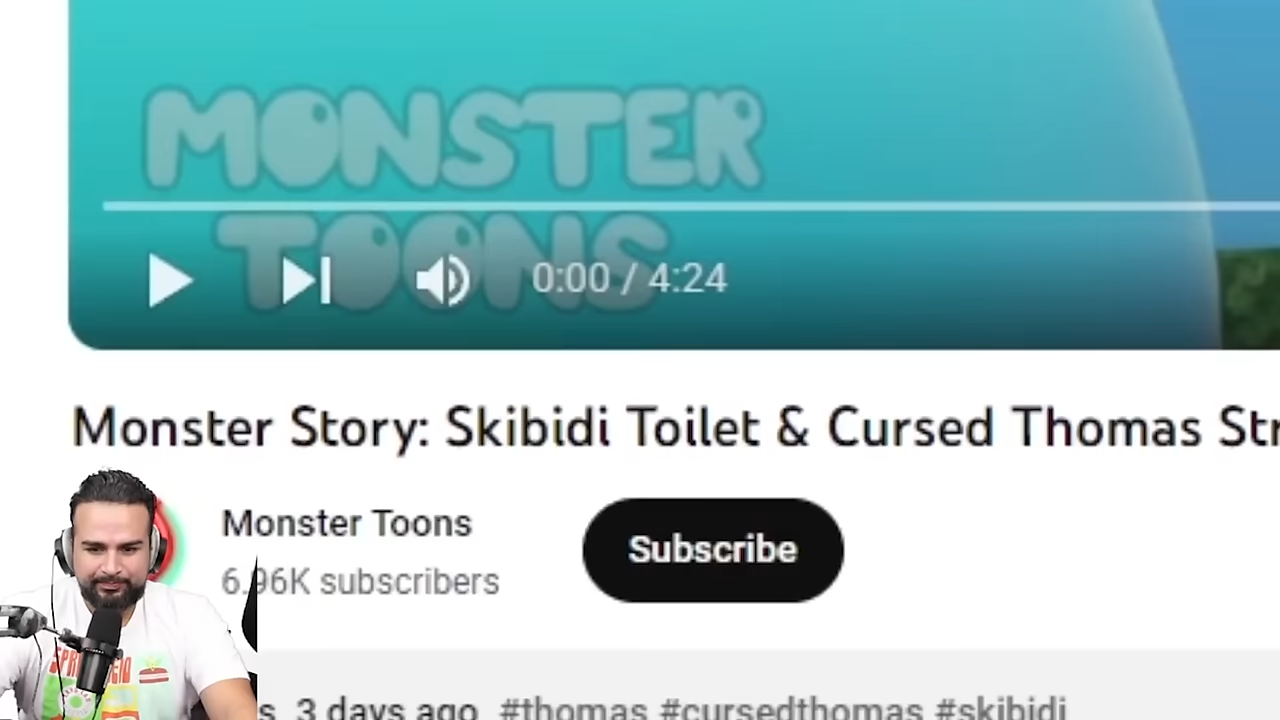 MONSTER
TOONS
0:00 / 4:24
Monster Story: Skibidi Toilet & Cursed Thomas
Monster Toons
Subscribe
6.96K subscribers
3 days ago #thomas #cursedthomas #skibidi